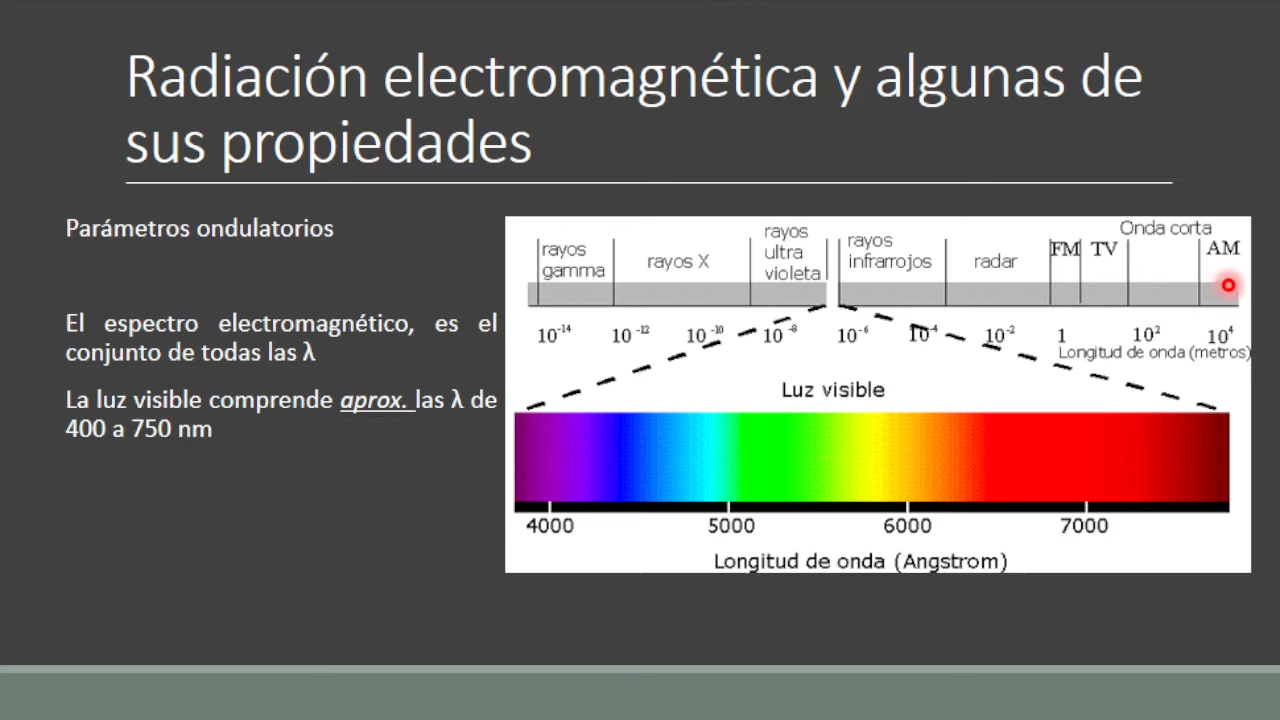 Radiación electromagnética y algunas de
sus propiedades
Parámetros ondulatorios
El espectro electromagnético, es el
conjunto de todas las λ
La luz visible comprende aprox. las λ de
400 a 750 nm
rayos
gamma
rayos X
rayos
ultra
violeta
rayos
infrarrojos
radar
FM
TV
Onda corta
AM
10⁻¹⁴ 10⁻¹² 10⁻¹⁰ 10⁻⁸ 10⁻⁶ 10⁻⁴ 10⁻² 1 10² 10⁴
Longitud de onda (metros)
Luz visible
4000 5000 6000 7000
Longitud de onda (Angstrom)